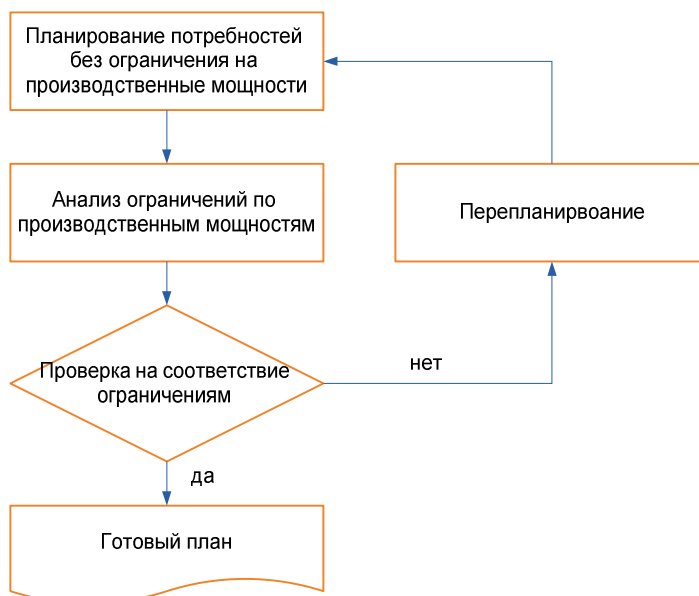 Планирование потребностей
без ограничения на
производственные мощности
Анализ ограничений по
производственным мощностям
Перепланирвоание
Проверка на соответствие
ограничениям
нет
да
Готовый план